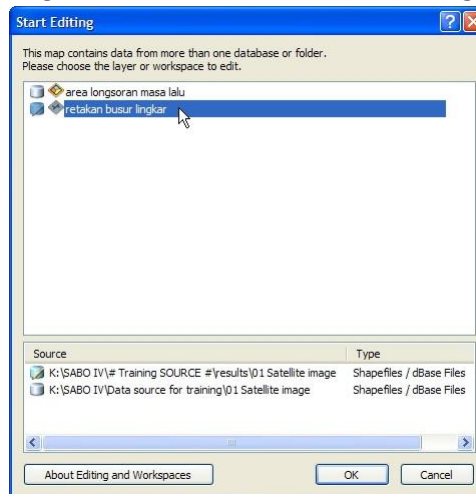 Start Editing
This map contains data from more than one database or folder.
Please choose the layer or workspace to edit.
area longsoran masa lalu
retakan busur lingkar
Source Type
K:\SABO IV\# Training SOURCE #\results\01 Satellite image Shapefiles / dBase Files
K:\SABO IV\Data source for training\01 Satellite image Shapefiles / dBase Files
About Editing and Workspaces OK Cancel